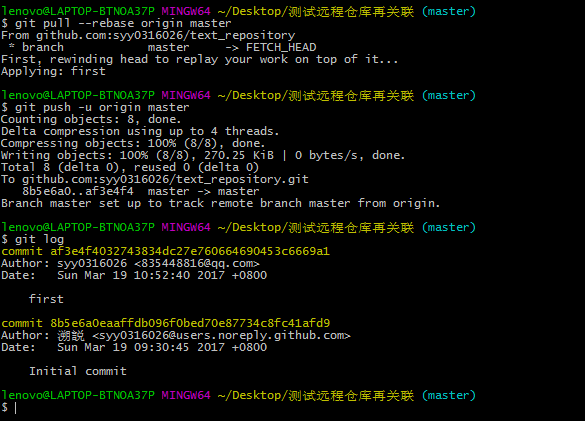 lenovo@LAPTOP-BTNOA37P MINGW64 ~/Desktop/测试远程仓库再关联 (master)
$ git pull --rebase origin master
From github.com:syy0316026/text_repository
 * branch            master     -> FETCH_HEAD
First, rewinding head to replay your work on top of it...
Applying: first

lenovo@LAPTOP-BTNOA37P MINGW64 ~/Desktop/测试远程仓库再关联 (master)
$ git push -u origin master
Counting objects: 8, done.
Delta compression using up to 4 threads.
Compressing objects: 100% (8/8), done.
Writing objects: 100% (8/8), 270.25 KiB | 0 bytes/s, done.
Total 8 (delta 0), reused 0 (delta 0)
To github.com:syy0316026/text_repository.git
   8b5e6a0..af3e4f4  master -> master
Branch master set up to track remote branch master from origin.

lenovo@LAPTOP-BTNOA37P MINGW64 ~/Desktop/测试远程仓库再关联 (master)
$ git log
commit af3e4f4032743834dc27e760664690453c6669a1
Author: syy0316026 <835448816@qq.com>
Date:   Sun Mar 19 10:52:40 2017 +0800

    first

commit 8b5e6a0eaaffdb096f0bed70e87734c8fc41afd9
Author: 溯説 <syy0316026@users.noreply.github.com>
Date:   Sun Mar 19 09:30:45 2017 +0800

    Initial commit

lenovo@LAPTOP-BTNOA37P MINGW64 ~/Desktop/测试远程仓库再关联 (master)
$